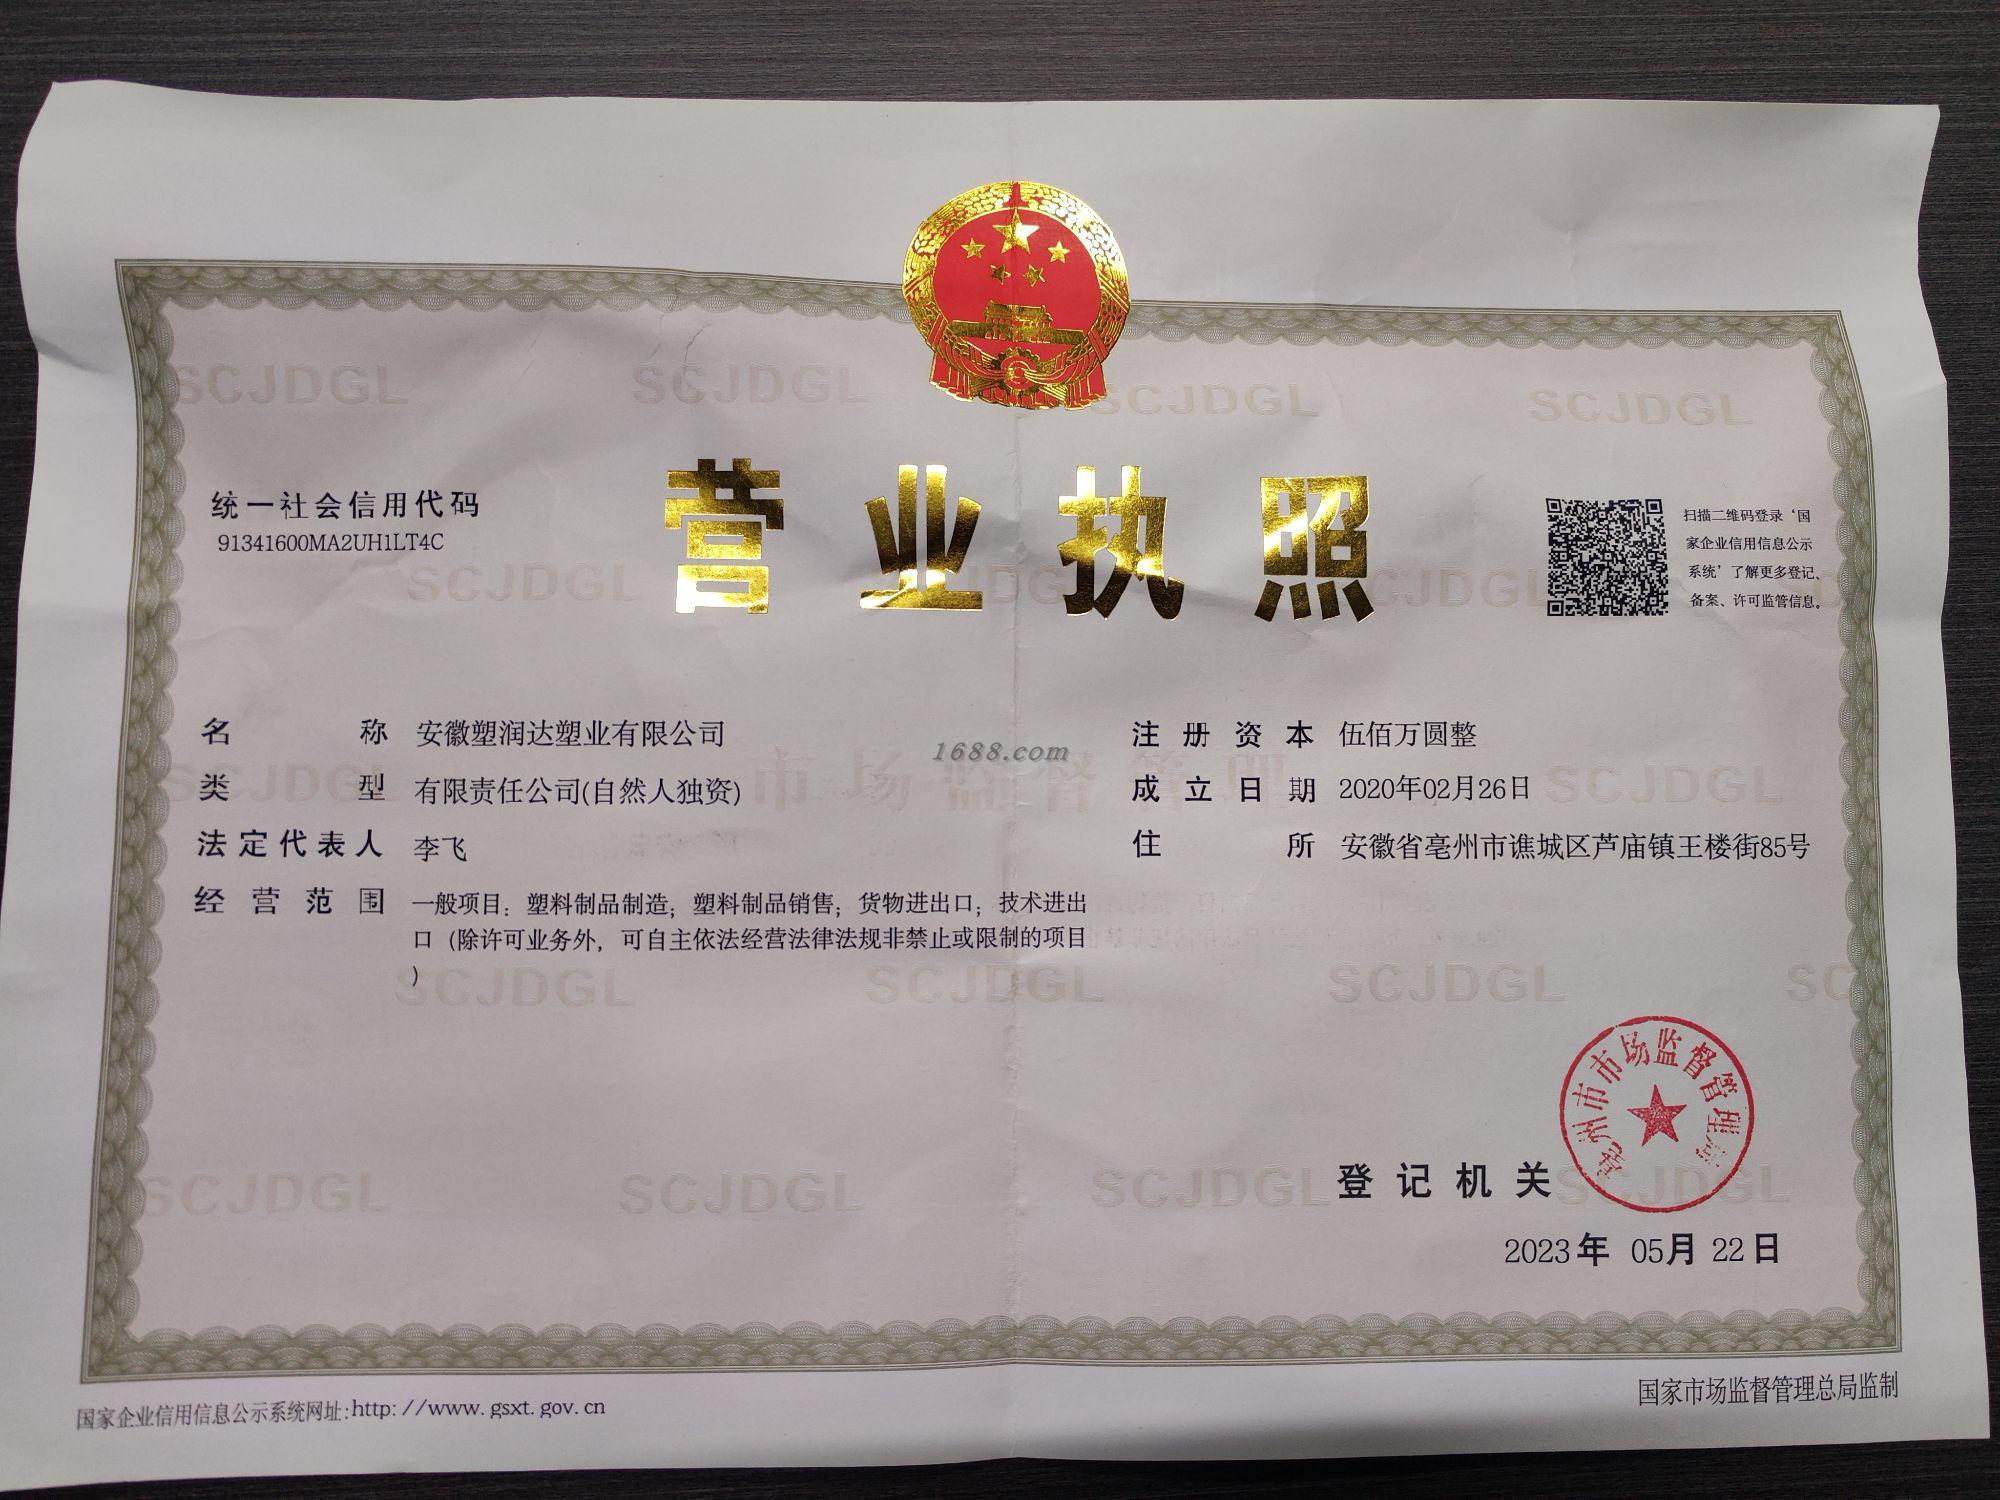 营业执照
统一社会信用代码
91341600MA2UH1LT4C
扫描二维码登录‘国
家企业信用信息公示
系统’了解更多登记、
备案、许可监管信息。
名称 安徽塑润达塑业有限公司
类型 有限责任公司(自然人独资)
法定代表人 李飞
经营范围 一般项目：塑料制品制造；塑料制品销售；货物进出口；技术进出
口（除许可业务外，可自主依法经营法律法规非禁止或限制的项目
）
注册资本 伍佰万圆整
成立日期 2020年02月26日
住所 安徽省亳州市谯城区芦庙镇王楼街85号
1688.com
市场监督管理
SCJDGL SCJDGL SCJDGL SCJDGL
亳州市市场监督管理局
登记机关
2023年 05月 22日
国家企业信用信息公示系统网址:http://www.gsxt.gov.cn
国家市场监督管理总局监制